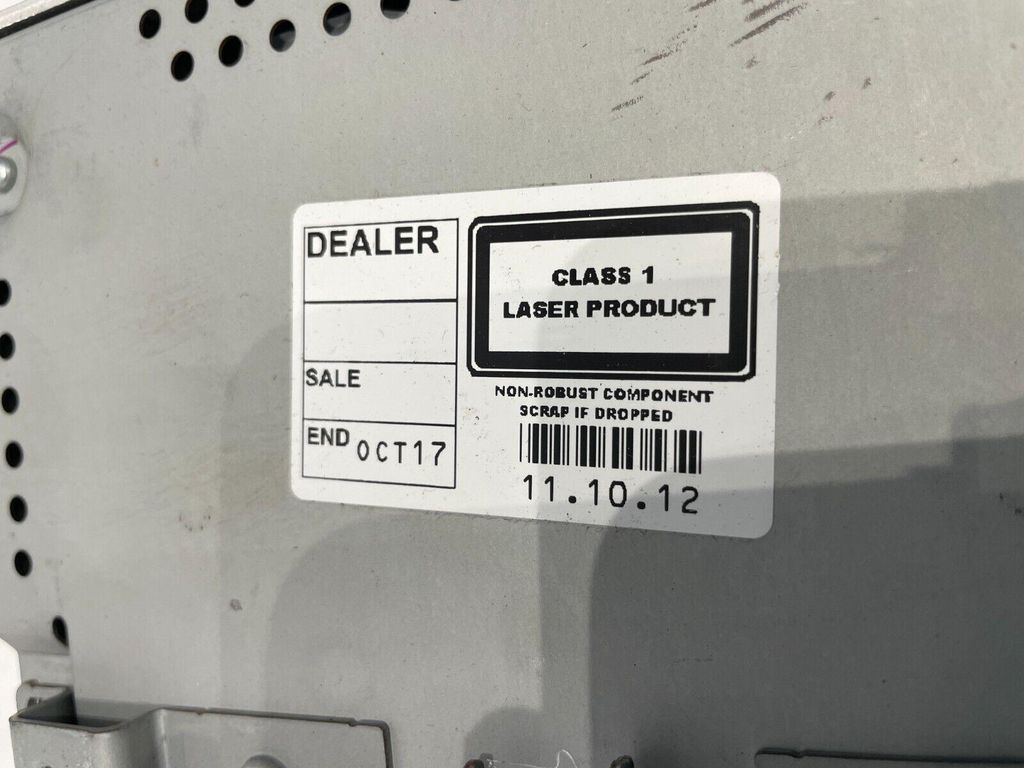 DEALER
SALE
END OCT17
CLASS 1
LASER PRODUCT
NON-ROBUST COMPONENT
SCRAP IF DROPPED
11.10.12